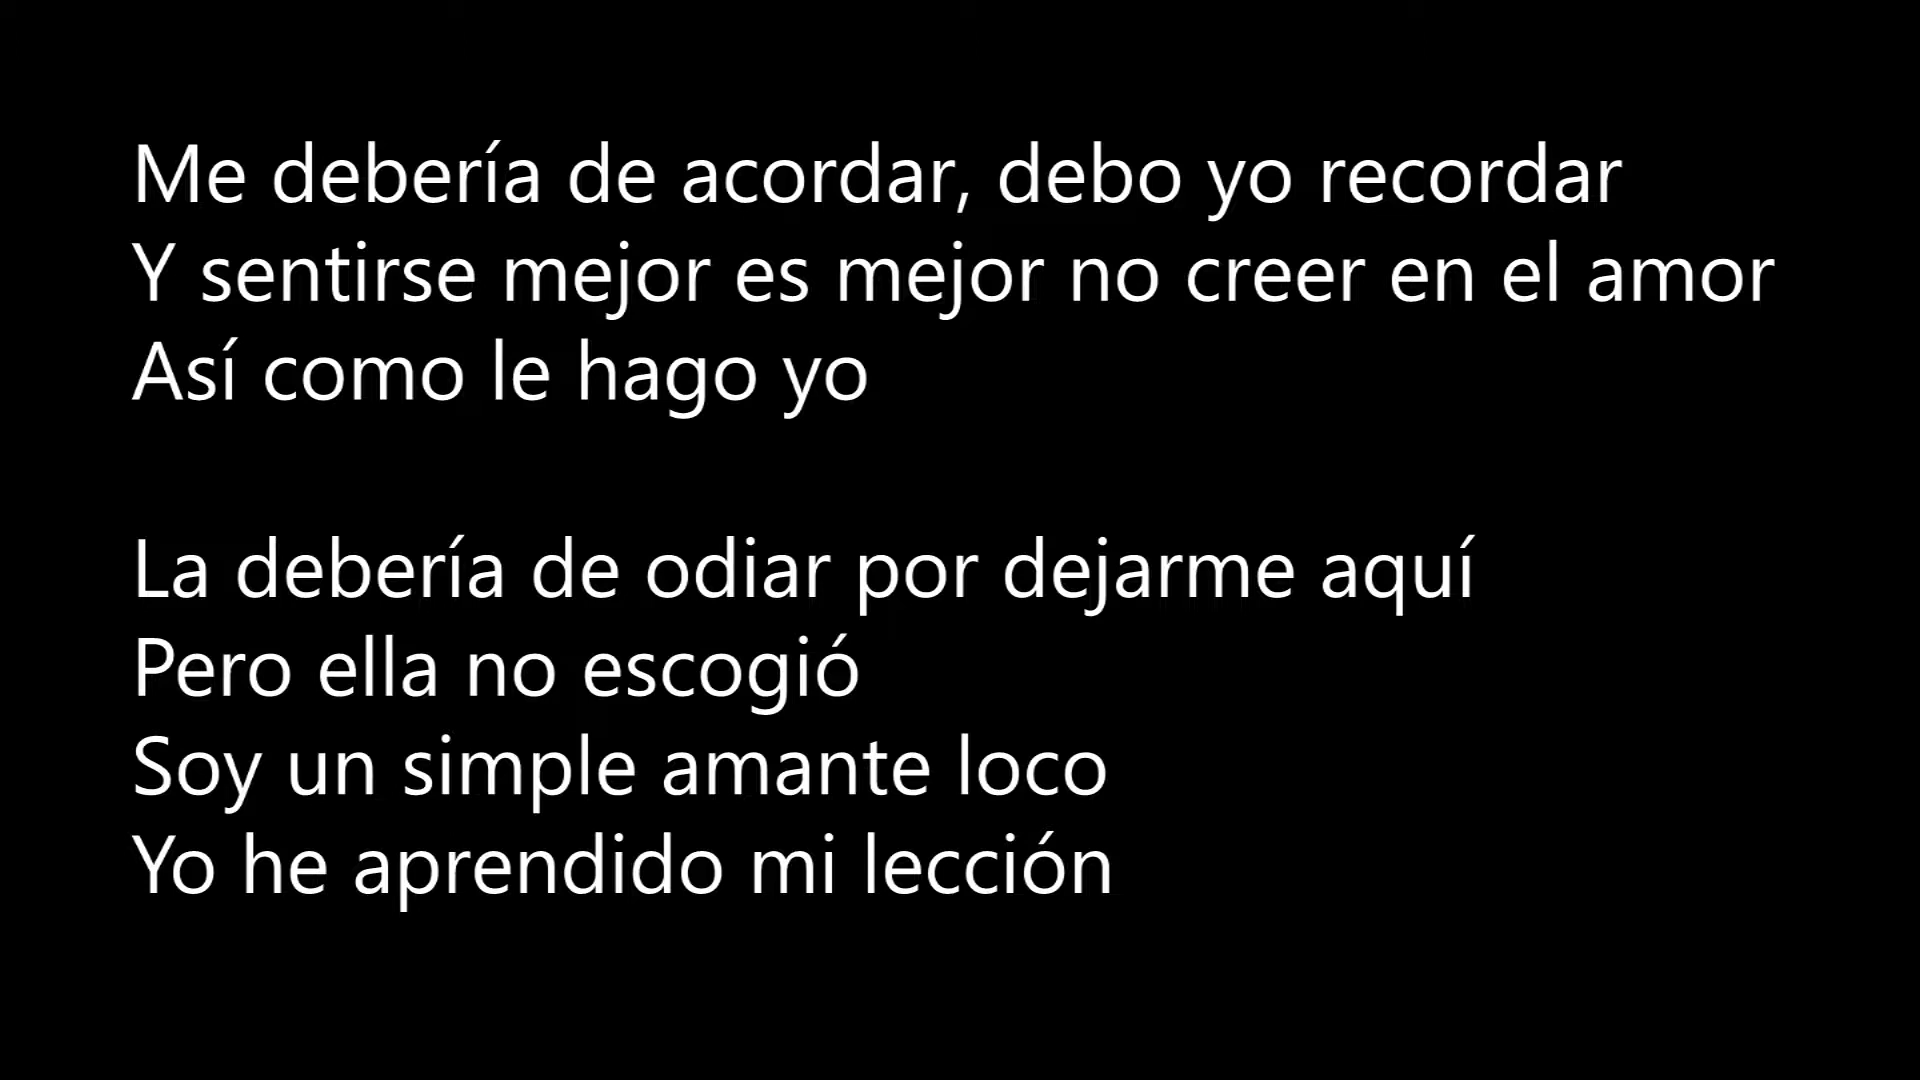 Me debería de acordar, debo yo recordar
Y sentirse mejor es mejor no creer en el amor
Así como le hago yo
La debería de odiar por dejarme aquí
Pero ella no escogió
Soy un simple amante loco
Yo he aprendido mi lección